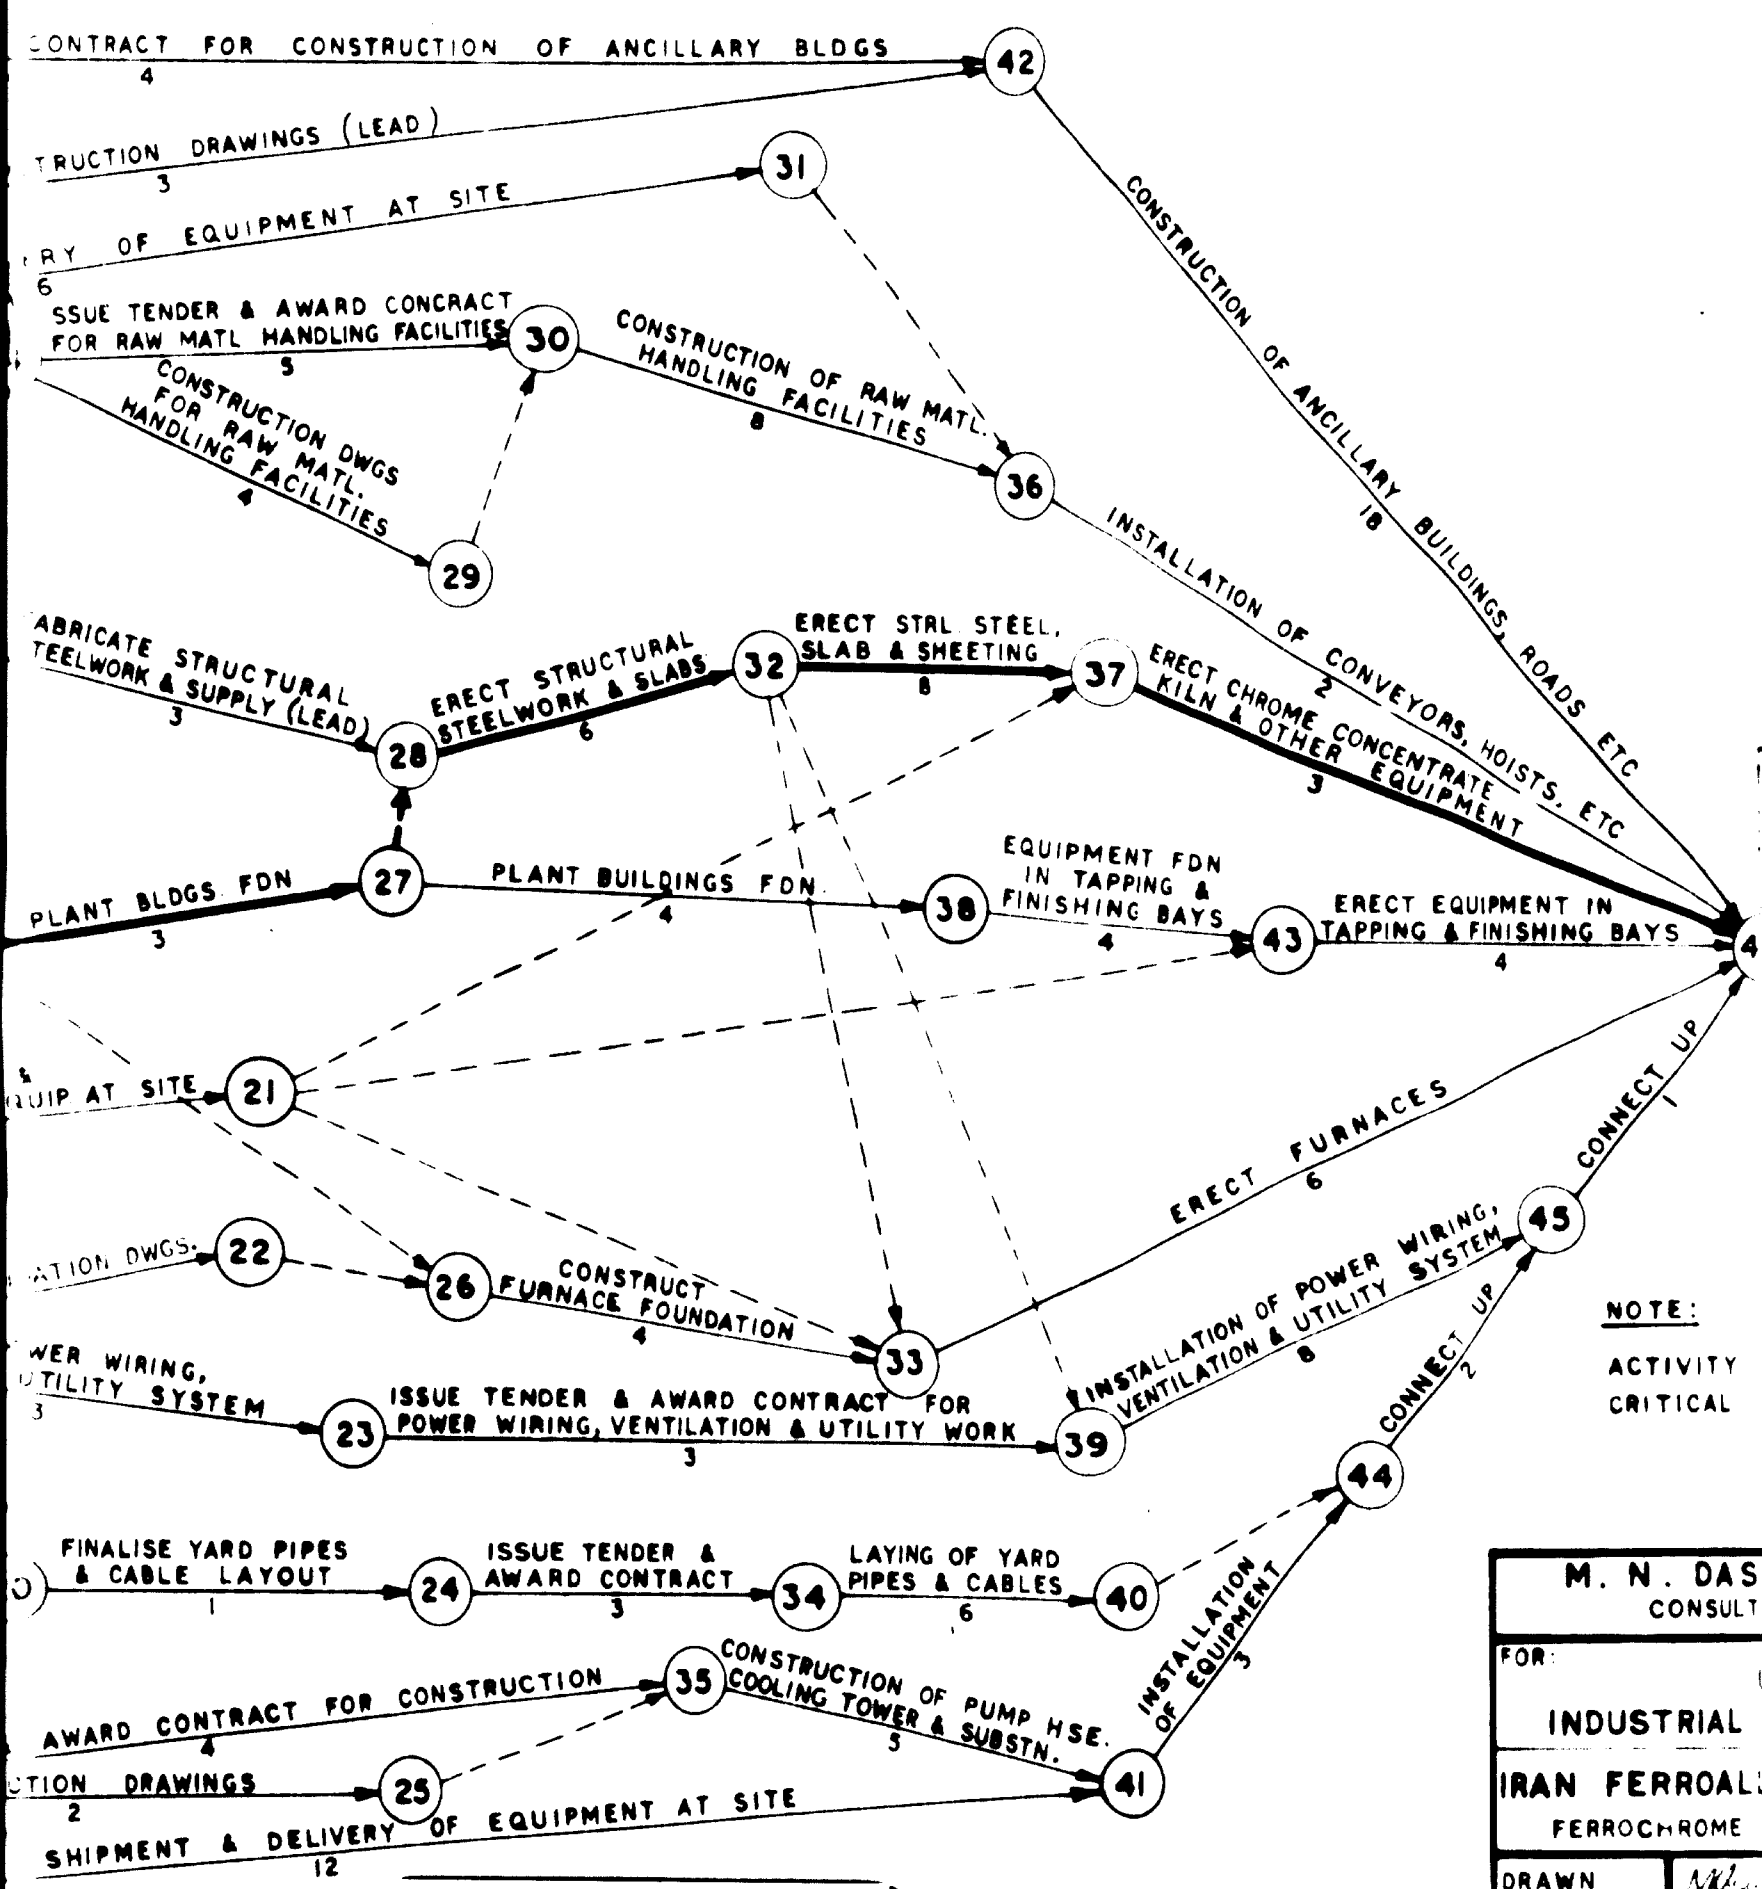 CONTRACT FOR CONSTRUCTION OF ANCILLARY BLDGS
4
42
TRUCTION DRAWINGS (LEAD)
3
31
RY OF EQUIPMENT AT SITE
6
SSUE TENDER & AWARD CONCRACT
FOR RAW MATL HANDLING FACILITIES
5
30
CONSTRUCTION OF RAW MATL.
HANDLING FACILITIES
8
CONSTRUCTION DWGS
FOR RAW MATL.
HANDLING FACILITIES
4
29
36
CONSTRUCTION OF ANCILLARY BUILDINGS, ROADS ETC
18
INSTALLATION OF CONVEYORS, HOISTS, ETC
2
ABRICATE STRUCTURAL
TEELWORK & SUPPLY (LEAD)
3
28
ERECT STRUCTURAL
STEELWORK & SLABS
6
32
ERECT STRL. STEEL,
SLAB & SHEETING
8
37
ERECT CHROME CONCENTRATE
KILN & OTHER EQUIPMENT
3
PLANT BLDGS. FDN
3
27
PLANT BUILDINGS FDN.
4
38
EQUIPMENT FDN
IN TAPPING &
FINISHING BAYS
4
43
ERECT EQUIPMENT IN
TAPPING & FINISHING BAYS
4
4
&
QUIP AT SITE
21
ERECT FURNACES
6
CONNECT UP
1
45
ATION DWGS.
22
26
CONSTRUCT
FURNACE FOUNDATION
4
33
WER WIRING,
UTILITY SYSTEM
3
23
ISSUE TENDER & AWARD CONTRACT FOR
POWER WIRING, VENTILATION & UTILITY WORK
3
39
INSTALLATION OF POWER WIRING,
VENTILATION & UTILITY SYSTEM
8
CONNECT UP
2
44
NOTE:
ACTIVITY
CRITICAL
FINALISE YARD PIPES
& CABLE LAYOUT
1
24
ISSUE TENDER &
AWARD CONTRACT
3
34
LAYING OF YARD
PIPES & CABLES
6
40
INSTALLATION
OF EQUIPMENT
3
AWARD CONTRACT FOR CONSTRUCTION
4
35
CONSTRUCTION OF PUMP HSE.
COOLING TOWER & SUBSTN.
5
CTION DRAWINGS
2
25
41
SHIPMENT & DELIVERY OF EQUIPMENT AT SITE
12
M. N. DAS
CONSULT
FOR:
INDUSTRIAL
IRAN FERROAL
FERROCHROME
DRAWN